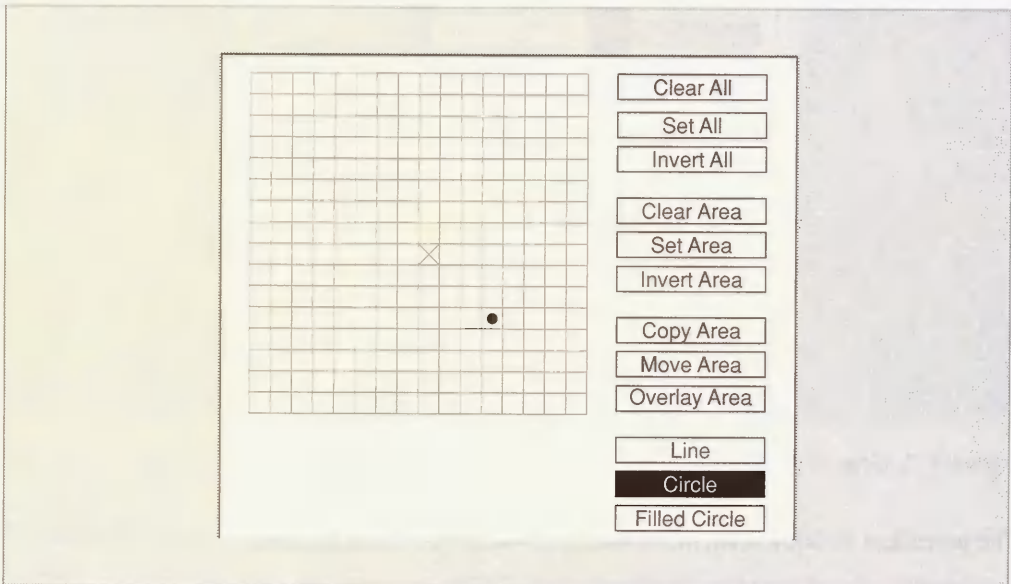 Clear All
Set All
Invert All
Clear Area
Set Area
Invert Area
Copy Area
Move Area
Overlay Area
Line
Circle
Filled Circle